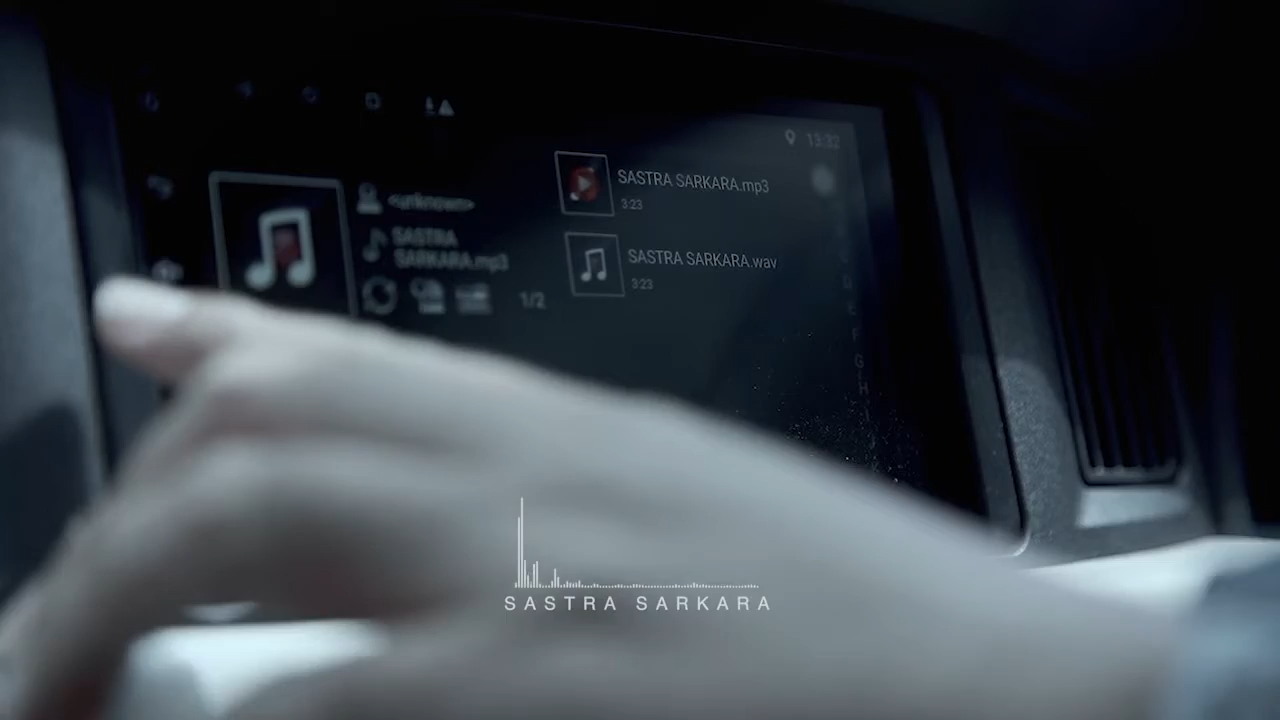 13:32
<unknown>
SASTRA
SARKARA.mp3
1/2
SASTRA SARKARA.mp3
3:23
SASTRA SARKARA.wav
3:23
G
H
SASTRA SARKARA